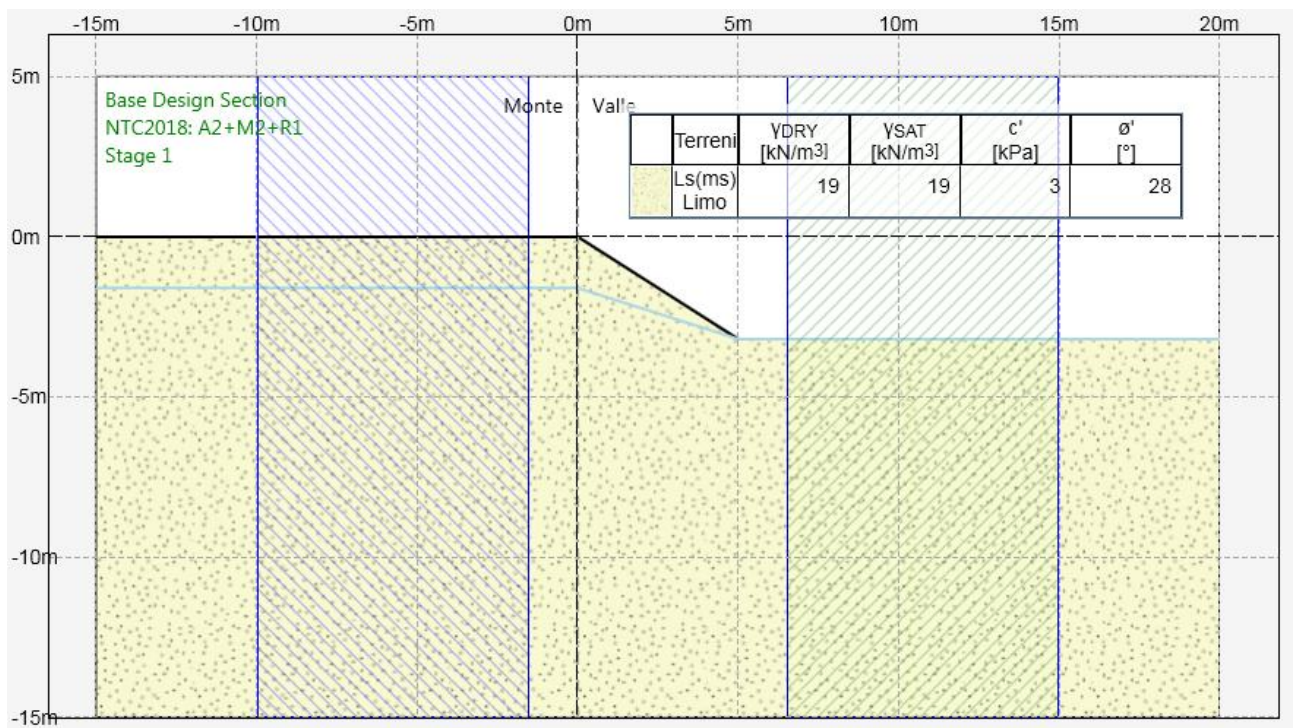 -15m -10m -5m 0m 5m 10m 15m 20m
5m
Base Design Section
NTC2018: A2+M2+R1
Stage 1
Monte Valle
Terreni γDRY [kN/m3] γSAT [kN/m3] c' [kPa] ø' [°]
Ls(ms) Limo 19 19 3 28
0m
-5m
-10m
-15m